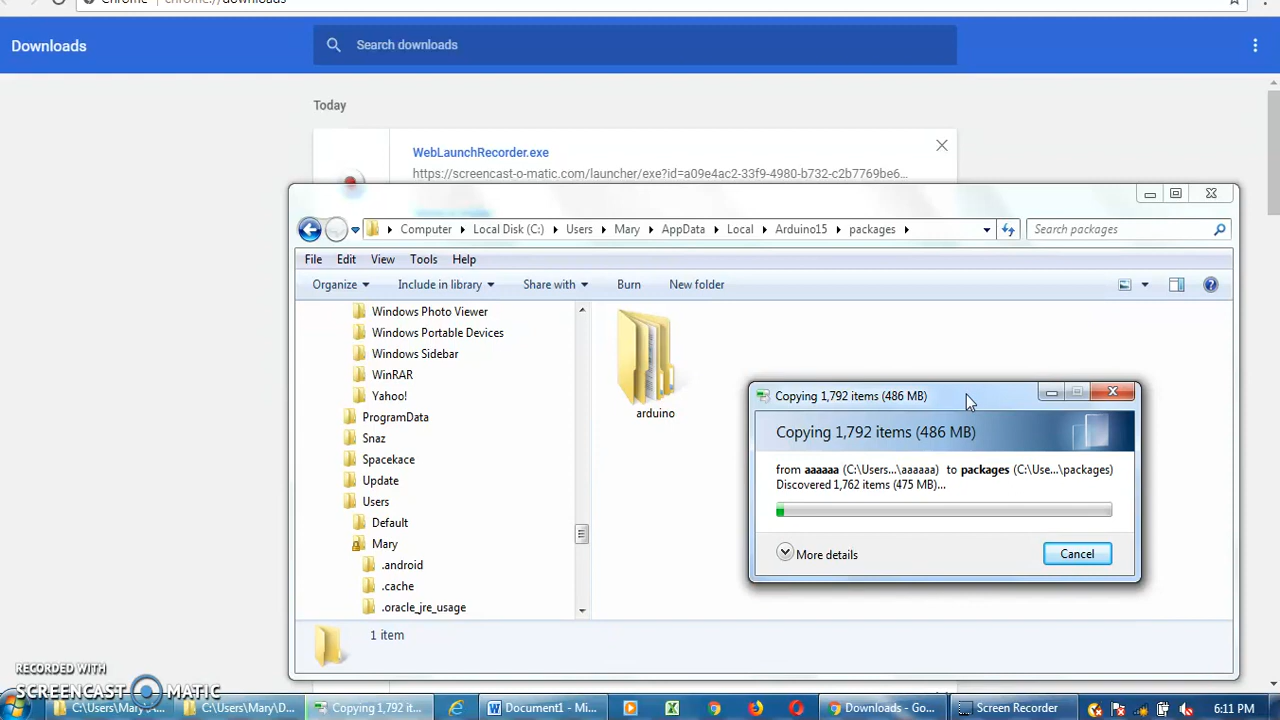 Chrome chrome://downloads
Downloads
Search downloads
Today
WebLaunchRecorder.exe
https://screencast-o-matic.com/launcher/exe?id=a09e4ac2-33f9-4980-b732-c2b7769be6...
Computer Local Disk (C:) Users Mary AppData Local Arduino15 packages
Search packages
File Edit View Tools Help
Organize Include in library Share with Burn New folder
Windows Photo Viewer
Windows Portable Devices
Windows Sidebar
WinRAR
Yahoo!
ProgramData
Snaz
Spacekace
Update
Users
Default
Mary
.android
.cache
.oracle_jre_usage
arduino
Copying 1,792 items (486 MB)
Copying 1,792 items (486 MB)
from aaaaaa (C:\Users...\aaaaaa) to packages (C:\Use...\packages)
Discovered 1,762 items (475 MB)...
More details
Cancel
1 item
RECORDED WITH
SCREENCAST MATIC
C:\Users\Mary\A... C:\Users\Mary\D... Copying 1,792 it... Document1 - Mi... Downloads - Go... Screen Recorder 6:11 PM